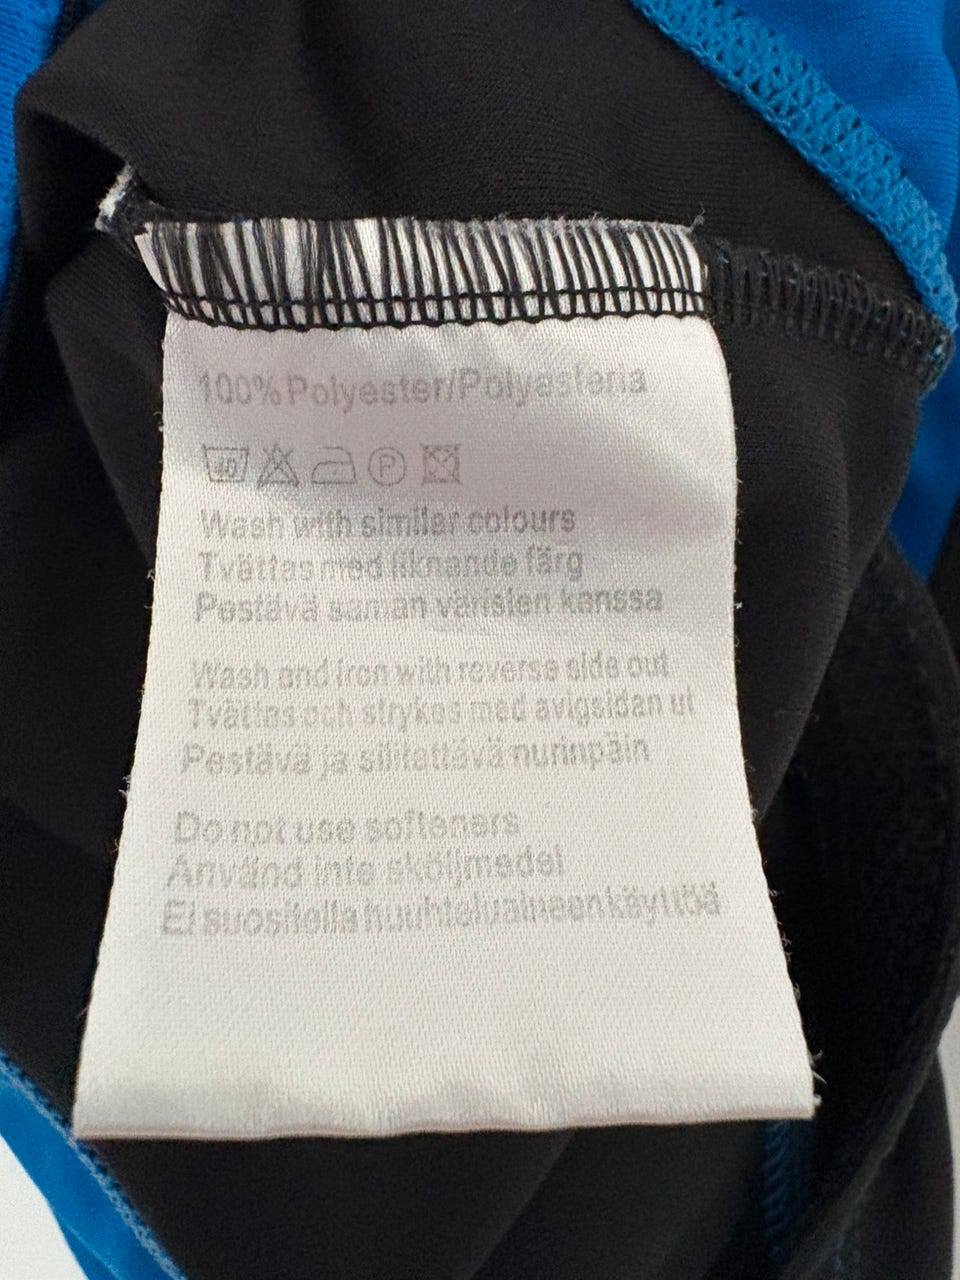 100% Polyester/Polyesteria
40 P
Wash with similar colours
Tvättas med liknande färg
Pestävä saman värisien kanssa
Wash and iron with reverse side out
Tvättas och strykes med avigsidan ut
Pestävä ja silitettävä nurinpäin
Do not use softeners
Använd inte sköljmedel
Ei suositella huuhteluaineen käyttöä